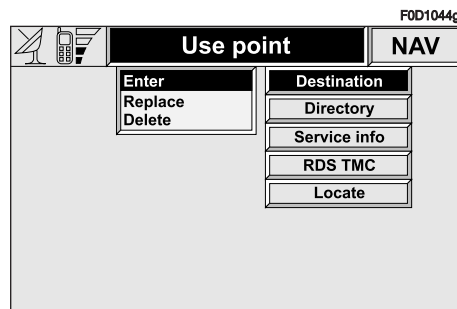 F0D1044g
Use point
NAV
Enter
Replace
Delete
Destination
Directory
Service info
RDS TMC
Locate